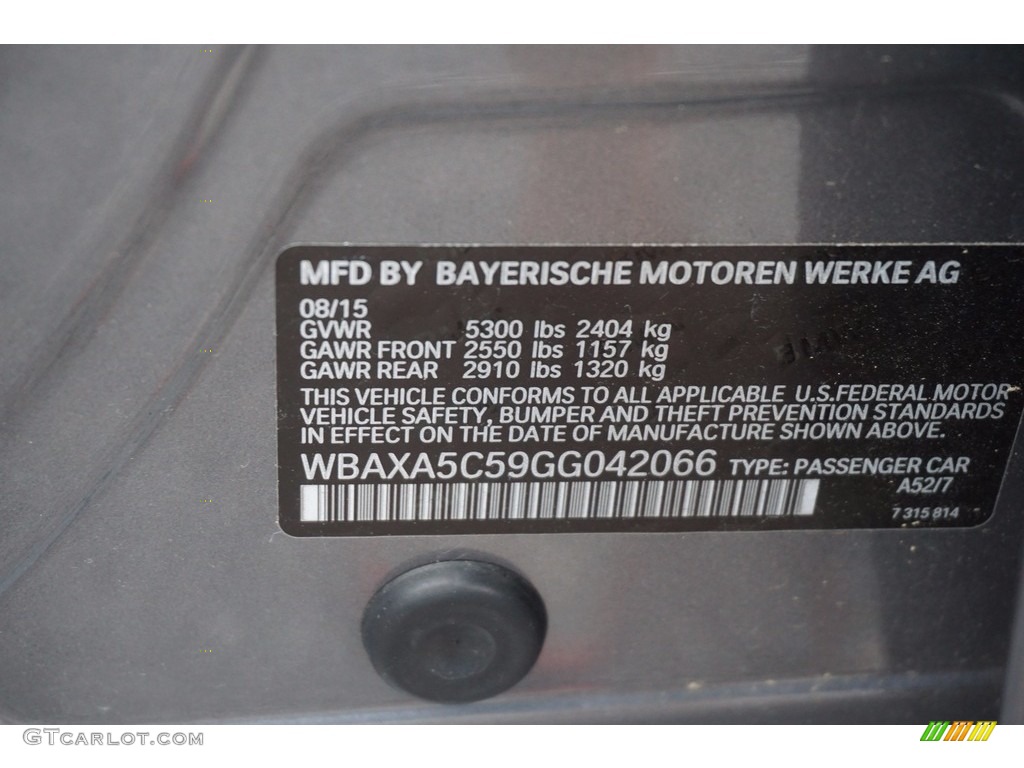 MFD BY BAYERISCHE MOTOREN WERKE AG
08/15
GVWR 5300 lbs 2404 kg
GAWR FRONT 2550 lbs 1157 kg
GAWR REAR 2910 lbs 1320 kg
THIS VEHICLE CONFORMS TO ALL APPLICABLE U.S.FEDERAL MOTOR
VEHICLE SAFETY, BUMPER AND THEFT PREVENTION STANDARDS
IN EFFECT ON THE DATE OF MANUFACTURE SHOWN ABOVE.
WBAXA5C59GG042066 TYPE: PASSENGER CAR
A52/7
7 315 814
GTCARLOT.COM